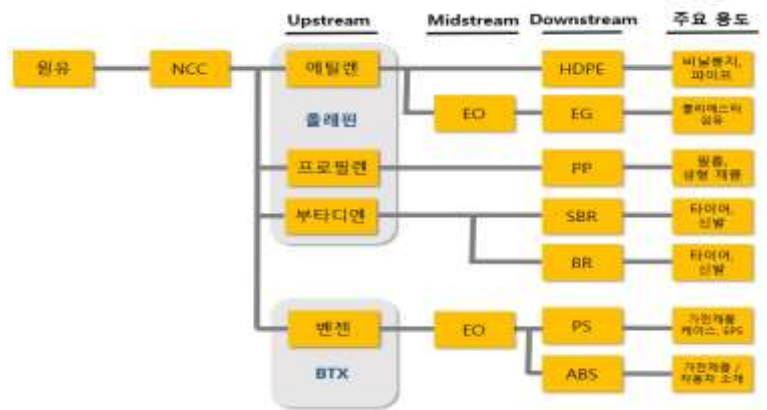 Upstream
Midstream
Downstream
주요 용도
원유
NCC
에틸렌
HDPE
비닐봉지,
파이프
EO
EG
폴리에스터
섬유
올레핀
프로필렌
PP
필름,
성형 제품
부타디엔
SBR
타이어,
신발
BR
타이어,
신발
벤젠
EO
PS
가전제품
케이스, EPS
BTX
ABS
가전제품 /
자동차 소재